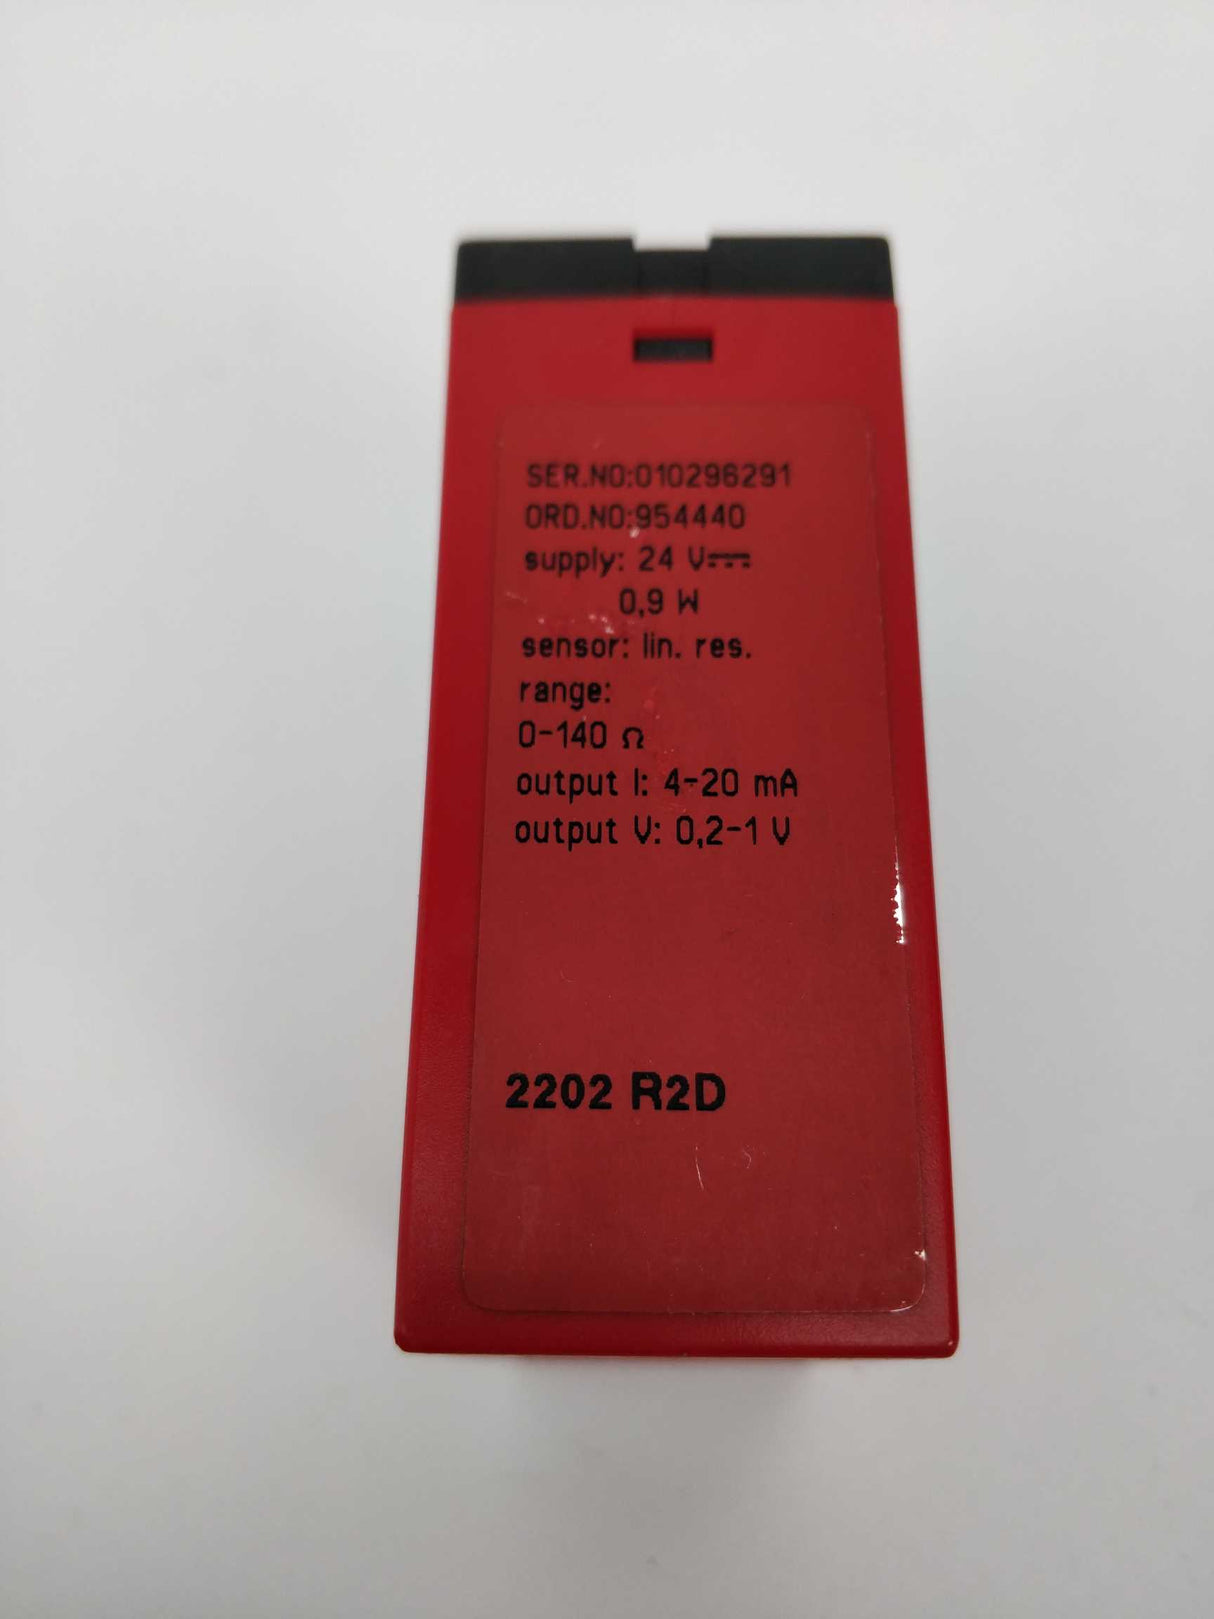 SER.NO:010296291
ORD.NO:954440
supply: 24 V⎓
0,9 W
sensor: lin. res.
range:
0-140 Ω
output I: 4-20 mA
output V: 0,2-1 V
2202 R2D